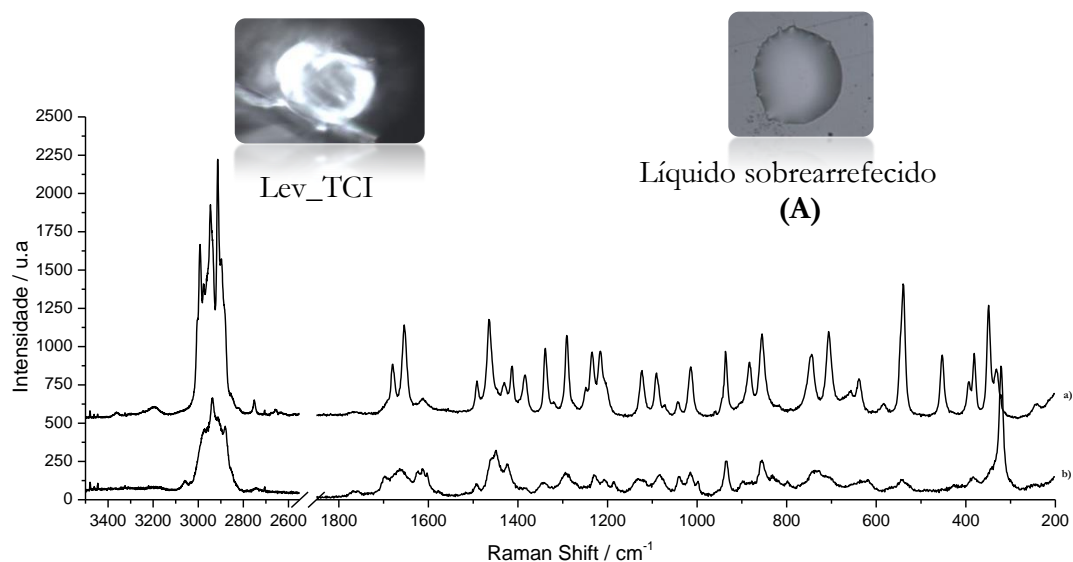 Lev_TCI
Líquido sobrearrefecido
(A)
Intensidade / u.a
2500
2250
2000
1750
1500
1250
1000
750
500
250
0
a)
b)
3400 3200 3000 2800 2600 1800 1600 1400 1200 1000 800 600 400 200
Raman Shift / cm-1